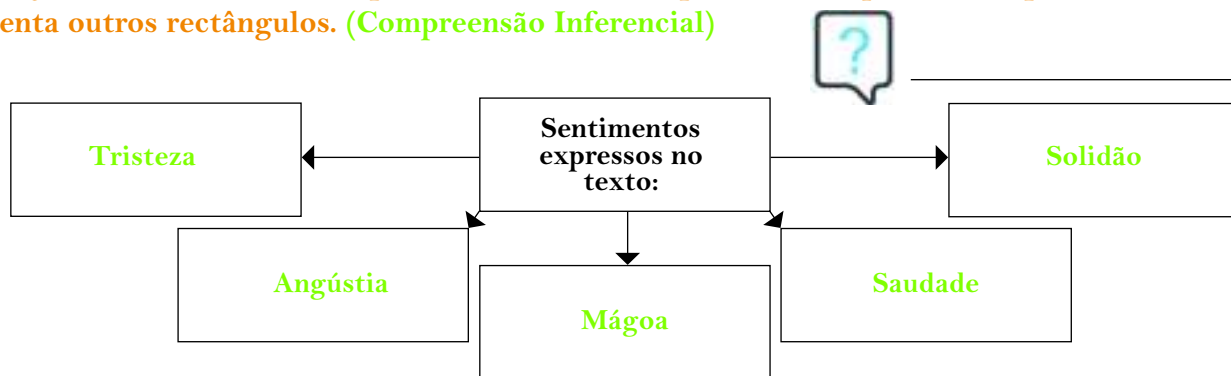 enta outros rectângulos. (Compreensão Inferencial)
?
Sentimentos
expressos no
texto:
Tristeza
Solidão
Angústia
Saudade
Mágoa